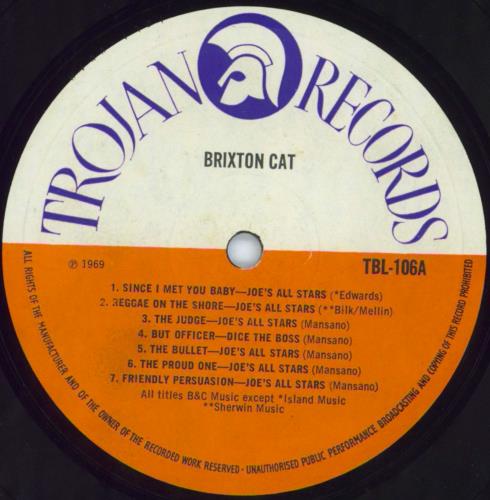 TROJAN RECORDS
BRIXTON CAT
℗ 1969
TBL-106A
1. SINCE I MET YOU BABY—JOE'S ALL STARS (*Edwards)
2. REGGAE ON THE SHORE—JOE'S ALL STARS (**Bilk/Mellin)
3. THE JUDGE—JOE'S ALL STARS (Mansano)
4. BUT OFFICER—DICE THE BOSS (Mansano)
5. THE BULLET—JOE'S ALL STARS (Mansano)
6. THE PROUD ONE—JOE'S ALL STARS (Mansano)
7. FRIENDLY PERSUASION—JOE'S ALL STARS (Mansano)
All titles B&C Music except *Island Music
**Sherwin Music
ALL RIGHTS OF THE MANUFACTURER AND OF THE OWNER OF THE RECORDED WORK RESERVED - UNAUTHORISED PUBLIC PERFORMANCE BROADCASTING AND COPYING OF THIS RECORD PROHIBITED